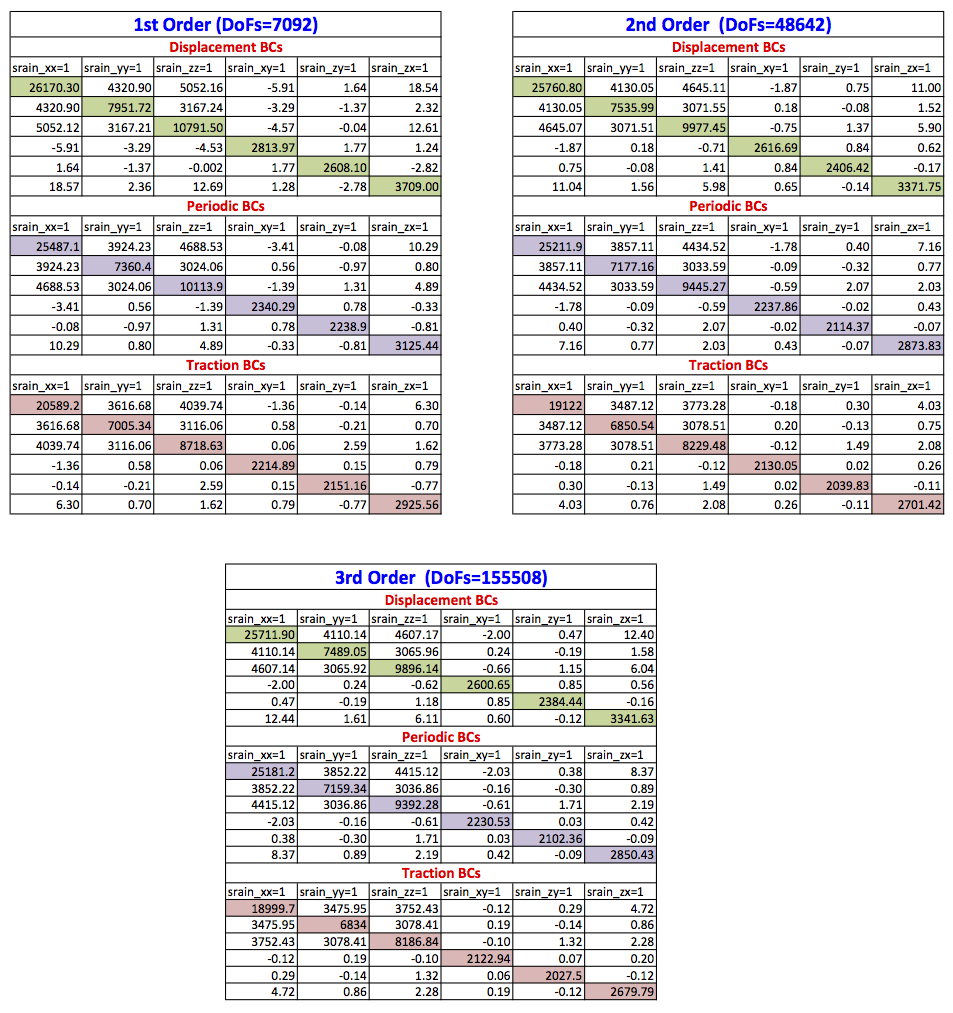 1st Order (DoFs=7092)
Displacement BCs
srain_xx=1 srain_yy=1 srain_zz=1 srain_xy=1 srain_zy=1 srain_zx=1
26170.30 4320.90 5052.16 -5.91 1.64 18.54
4320.90 7951.72 3167.24 -3.29 -1.37 2.32
5052.12 3167.21 10791.50 -4.57 -0.04 12.61
-5.91 -3.29 -4.53 2813.97 1.77 1.24
1.64 -1.37 -0.002 1.77 2608.10 -2.82
18.57 2.36 12.69 1.28 -2.78 3709.00
Periodic BCs
srain_xx=1 srain_yy=1 srain_zz=1 srain_xy=1 srain_zy=1 srain_zx=1
25487.1 3924.23 4688.53 -3.41 -0.08 10.29
3924.23 7360.4 3024.06 0.56 -0.97 0.80
4688.53 3024.06 10113.9 -1.39 1.31 4.89
-3.41 0.56 -1.39 2340.29 0.78 -0.33
-0.08 -0.97 1.31 0.78 2238.9 -0.81
10.29 0.80 4.89 -0.33 -0.81 3125.44
Traction BCs
srain_xx=1 srain_yy=1 srain_zz=1 srain_xy=1 srain_zy=1 srain_zx=1
20589.2 3616.68 4039.74 -1.36 -0.14 6.30
3616.68 7005.34 3116.06 0.58 -0.21 0.70
4039.74 3116.06 8718.63 0.06 2.59 1.62
-1.36 0.58 0.06 2214.89 0.15 0.79
-0.14 -0.21 2.59 0.15 2151.16 -0.77
6.30 0.70 1.62 0.79 -0.77 2925.56
2nd Order (DoFs=48642)
Displacement BCs
srain_xx=1 srain_yy=1 srain_zz=1 srain_xy=1 srain_zy=1 srain_zx=1
25760.80 4130.05 4645.11 -1.87 0.75 11.00
4130.05 7535.99 3071.55 0.18 -0.08 1.52
4645.07 3071.51 9977.45 -0.75 1.37 5.90
-1.87 0.18 -0.71 2616.69 0.84 0.62
0.75 -0.08 1.41 0.84 2406.42 -0.17
11.04 1.56 5.98 0.65 -0.14 3371.75
Periodic BCs
srain_xx=1 srain_yy=1 srain_zz=1 srain_xy=1 srain_zy=1 srain_zx=1
25211.9 3857.11 4434.52 -1.78 0.40 7.16
3857.11 7177.16 3033.59 -0.09 -0.32 0.77
4434.52 3033.59 9445.27 -0.59 2.07 2.03
-1.78 -0.09 -0.59 2237.86 -0.02 0.43
0.40 -0.32 2.07 -0.02 2114.37 -0.07
7.16 0.77 2.03 0.43 -0.07 2873.83
Traction BCs
srain_xx=1 srain_yy=1 srain_zz=1 srain_xy=1 srain_zy=1 srain_zx=1
19122 3487.12 3773.28 -0.18 0.30 4.03
3487.12 6850.54 3078.51 0.20 -0.13 0.75
3773.28 3078.51 8229.48 -0.12 1.49 2.08
-0.18 0.21 -0.12 2130.05 0.02 0.26
0.30 -0.13 1.49 0.02 2039.83 -0.11
4.03 0.76 2.08 0.26 -0.11 2701.42
3rd Order (DoFs=155508)
Displacement BCs
srain_xx=1 srain_yy=1 srain_zz=1 srain_xy=1 srain_zy=1 srain_zx=1
25711.90 4110.14 4607.17 -2.00 0.47 12.40
4110.14 7489.05 3065.96 0.24 -0.19 1.58
4607.14 3065.92 9896.14 -0.66 1.15 6.04
-2.00 0.24 -0.62 2600.65 0.85 0.56
0.47 -0.19 1.18 0.85 2384.44 -0.16
12.44 1.61 6.11 0.60 -0.12 3341.63
Periodic BCs
srain_xx=1 srain_yy=1 srain_zz=1 srain_xy=1 srain_zy=1 srain_zx=1
25181.2 3852.22 4415.12 -2.03 0.38 8.37
3852.22 7159.34 3036.86 -0.16 -0.30 0.89
4415.12 3036.86 9392.28 -0.61 1.71 2.19
-2.03 -0.16 -0.61 2230.53 0.03 0.42
0.38 -0.30 1.71 0.03 2102.36 -0.09
8.37 0.89 2.19 0.42 -0.09 2850.43
Traction BCs
srain_xx=1 srain_yy=1 srain_zz=1 srain_xy=1 srain_zy=1 srain_zx=1
18999.7 3475.95 3752.43 -0.12 0.29 4.72
3475.95 6834 3078.41 0.19 -0.14 0.86
3752.43 3078.41 8186.84 -0.10 1.32 2.28
-0.12 0.19 -0.10 2122.94 0.07 0.20
0.29 -0.14 1.32 0.06 2027.5 -0.12
4.72 0.86 2.28 0.19 -0.12 2679.79